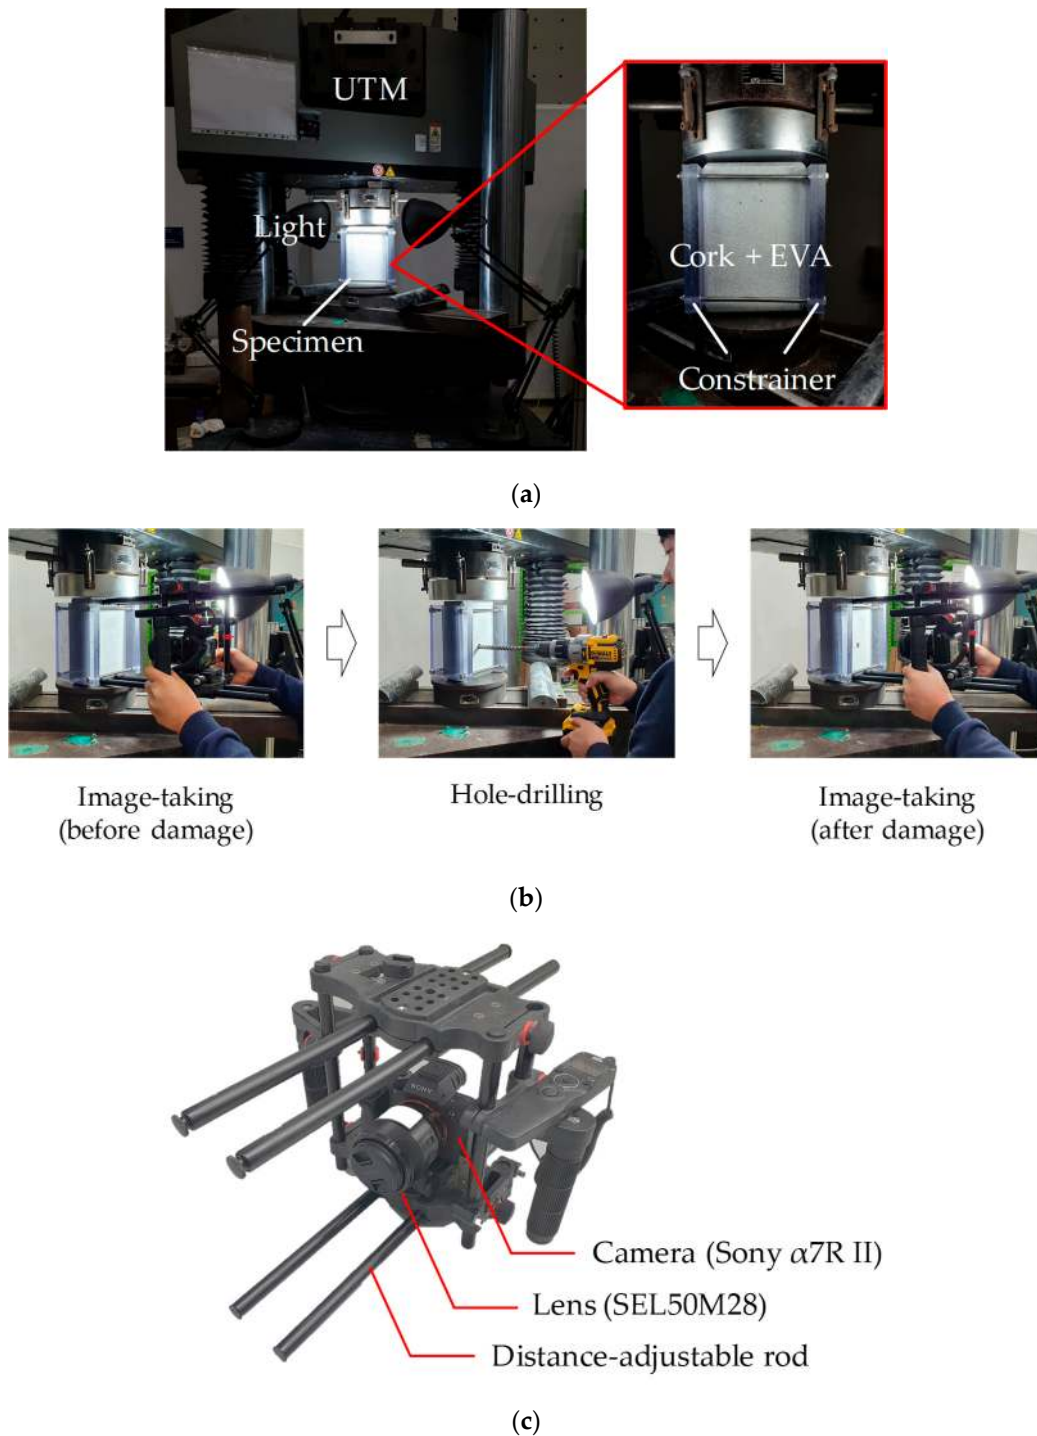 UTM
Light
Specimen
Cork + EVA
Constrainer
(a)
Image-taking
(before damage)
Hole-drilling
Image-taking
(after damage)
(b)
SONY
Camera (Sony α7R II)
Lens (SEL50M28)
Distance-adjustable rod
(c)